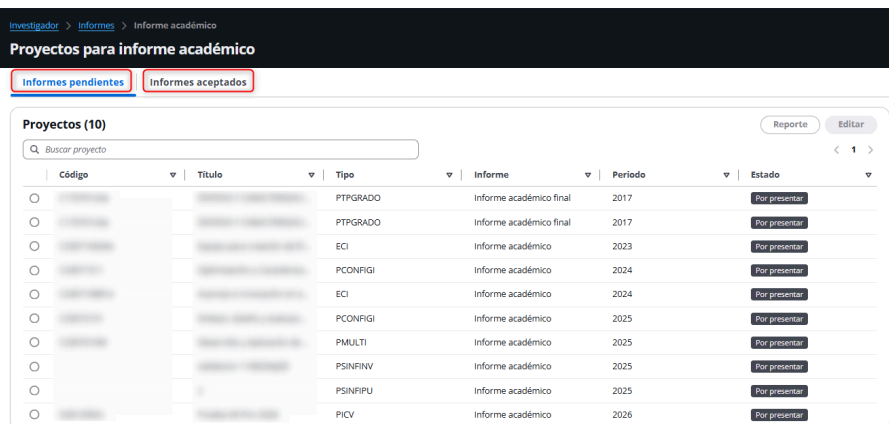 Investigador > Informes > Informe académico
Proyectos para informe académico
Informes pendientes Informes aceptados
Proyectos (10) Reporte Editar
Buscar proyecto < 1 >
Código Título Tipo Informe Periodo Estado
PTPGRADO Informe académico final 2017 Por presentar
PTPGRADO Informe académico final 2017 Por presentar
ECI Informe académico 2023 Por presentar
PCONFIGI Informe académico 2024 Por presentar
ECI Informe académico 2024 Por presentar
PCONFIGI Informe académico 2025 Por presentar
PMULTI Informe académico 2025 Por presentar
PSINFINV Informe académico 2025 Por presentar
PSINFIPU Informe académico 2025 Por presentar
PICV Informe académico 2026 Por presentar